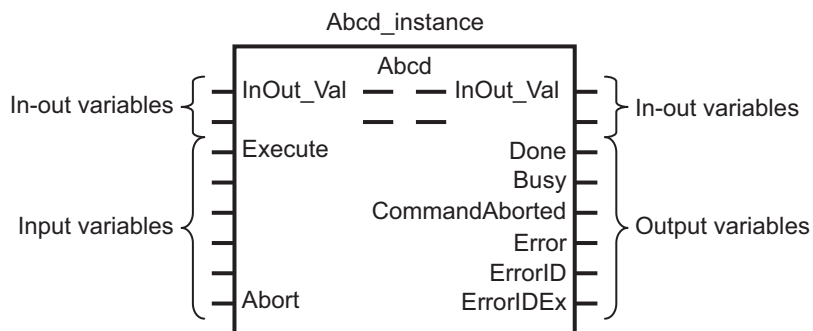 Abcd_instance
Abcd
In-out variables
InOut_Val InOut_Val
In-out variables
Execute Done
Busy
Input variables
CommandAborted
Output variables
Error
ErrorID
Abort ErrorIDEx